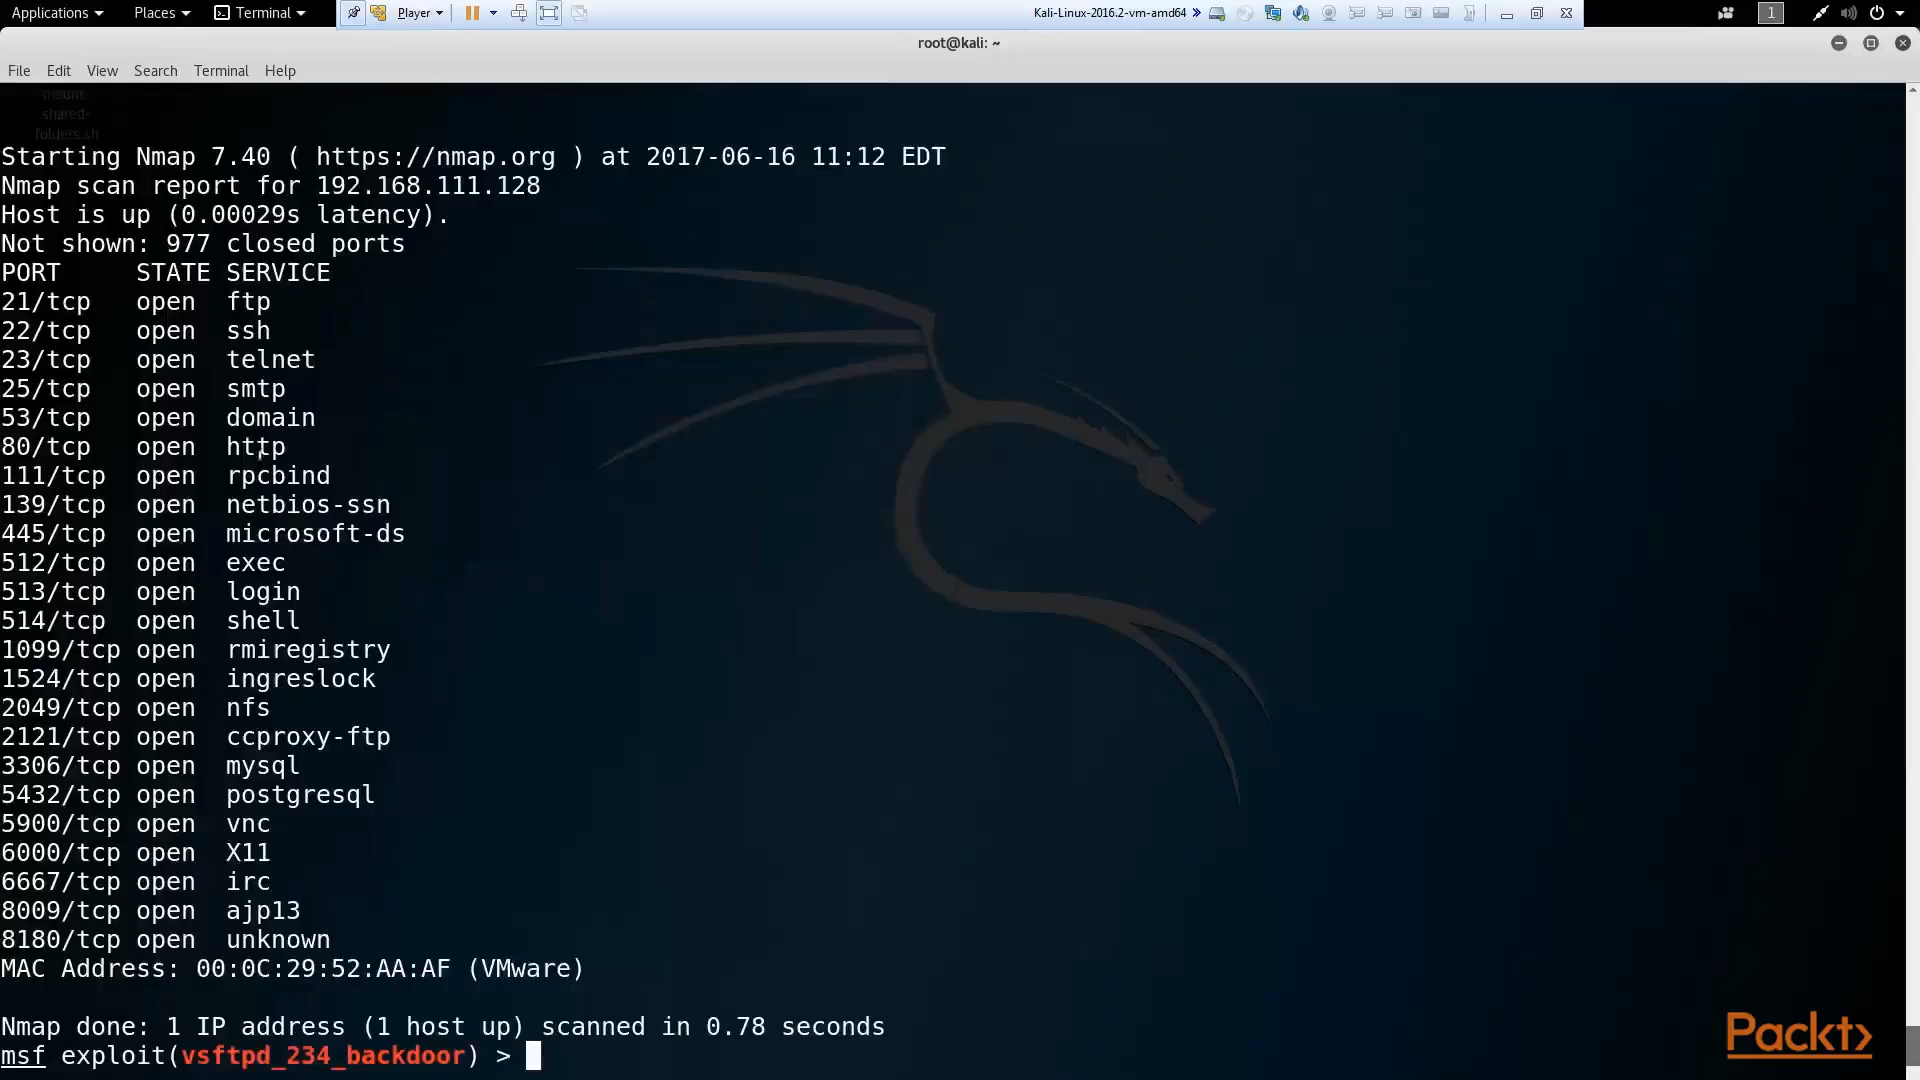 Applications Places Terminal Player Kali-Linux-2016.2-vm-amd64 » 1
root@kali: ~
File Edit View Search Terminal Help
mount
shared-
folders.sh
Starting Nmap 7.40 ( https://nmap.org ) at 2017-06-16 11:12 EDT
Nmap scan report for 192.168.111.128
Host is up (0.00029s latency).
Not shown: 977 closed ports
PORT     STATE SERVICE
21/tcp   open  ftp
22/tcp   open  ssh
23/tcp   open  telnet
25/tcp   open  smtp
53/tcp   open  domain
80/tcp   open  http
111/tcp  open  rpcbind
139/tcp  open  netbios-ssn
445/tcp  open  microsoft-ds
512/tcp  open  exec
513/tcp  open  login
514/tcp  open  shell
1099/tcp open  rmiregistry
1524/tcp open  ingreslock
2049/tcp open  nfs
2121/tcp open  ccproxy-ftp
3306/tcp open  mysql
5432/tcp open  postgresql
5900/tcp open  vnc
6000/tcp open  X11
6667/tcp open  irc
8009/tcp open  ajp13
8180/tcp open  unknown
MAC Address: 00:0C:29:52:AA:AF (VMware)
Nmap done: 1 IP address (1 host up) scanned in 0.78 seconds
msf exploit(vsftpd_234_backdoor) >
Packt>